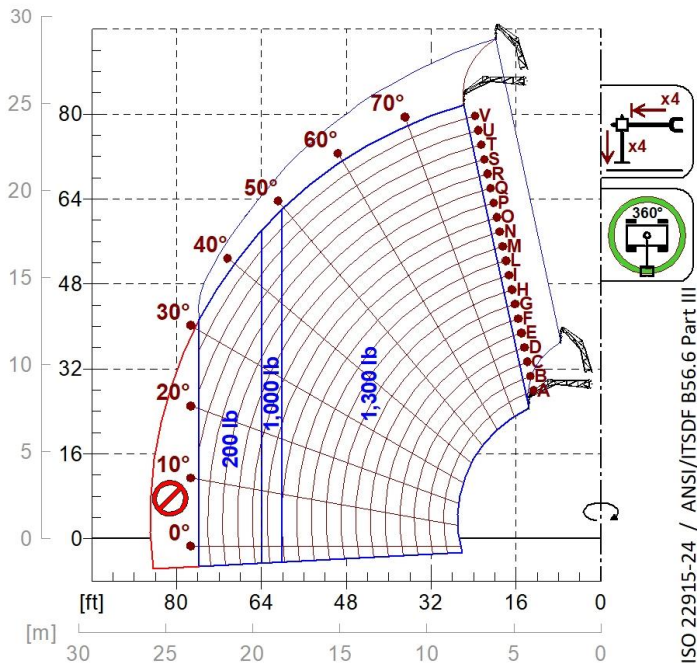 30
25
20
15
10
5
0
80
64
48
32
16
0
70°
60°
50°
40°
30°
20°
10°
0°
V
U
T
S
R
Q
P
O
N
M
L
I
H
G
F
E
D
C
B
A
200 lb
1,000 lb
1,300 lb
x4
x4
360°
ISO 22915-24 / ANSI/ITSDF B56.6 Part III
[ft] 80 64 48 32 16 0
[m]
30 25 20 15 10 5 0